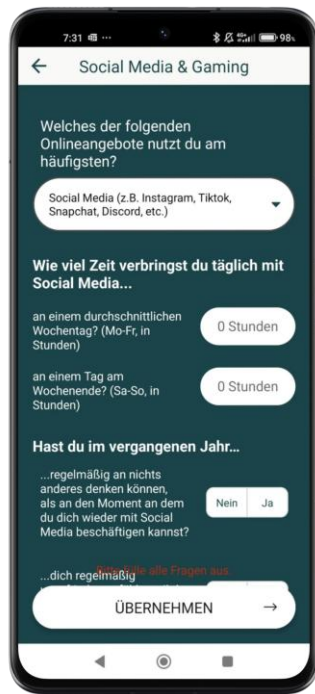 7:31
98%
Social Media & Gaming
Welches der folgenden
Onlineangebote nutzt du am
häufigsten?
Social Media (z.B. Instagram, Tiktok,
Snapchat, Discord, etc.)
Wie viel Zeit verbringst du täglich mit
Social Media...
an einem durchschnittlichen
Wochentag? (Mo-Fr, in
Stunden)
0 Stunden
an einem Tag am
Wochenende? (Sa-So, in
Stunden)
0 Stunden
Hast du im vergangenen Jahr...
...regelmäßig an nichts
anderes denken können,
als an den Moment an dem
du dich wieder mit Social
Media beschäftigen kannst?
Nein Ja
Bitte fülle alle Fragen aus.
...dich regelmäßig
ÜBERNEHMEN →